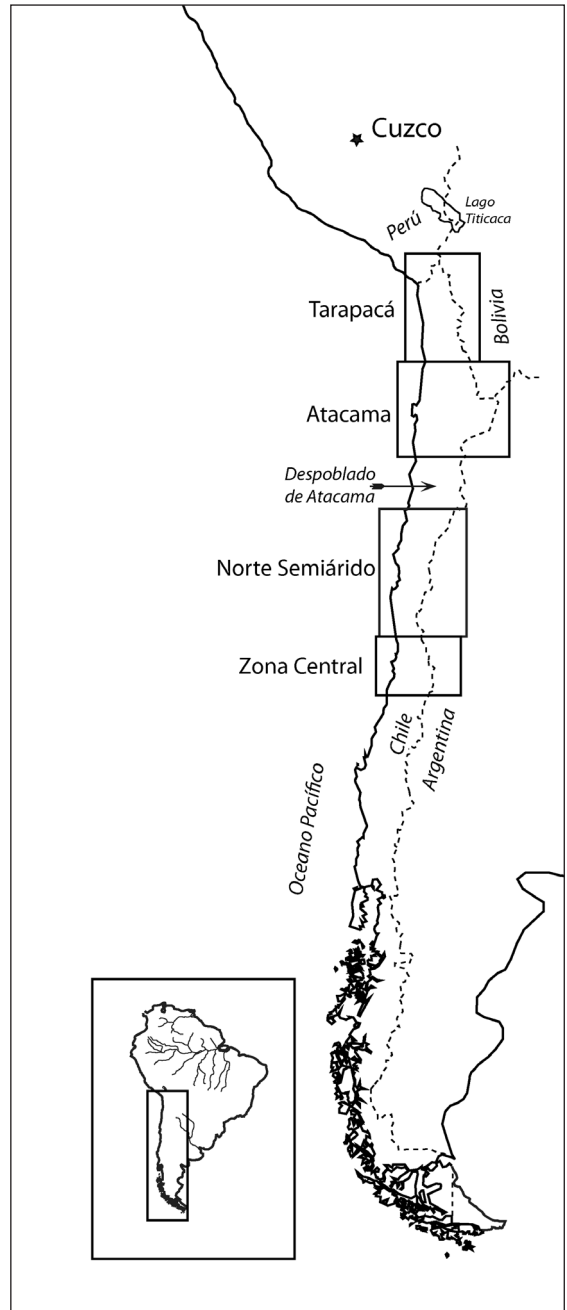 Cuzco
Lago
Titicaca
Perú
Tarapacá
Bolivia
Atacama
Despoblado
de Atacama
Norte Semiárido
Zona Central
Chile
Argentina
Oceano Pacífico